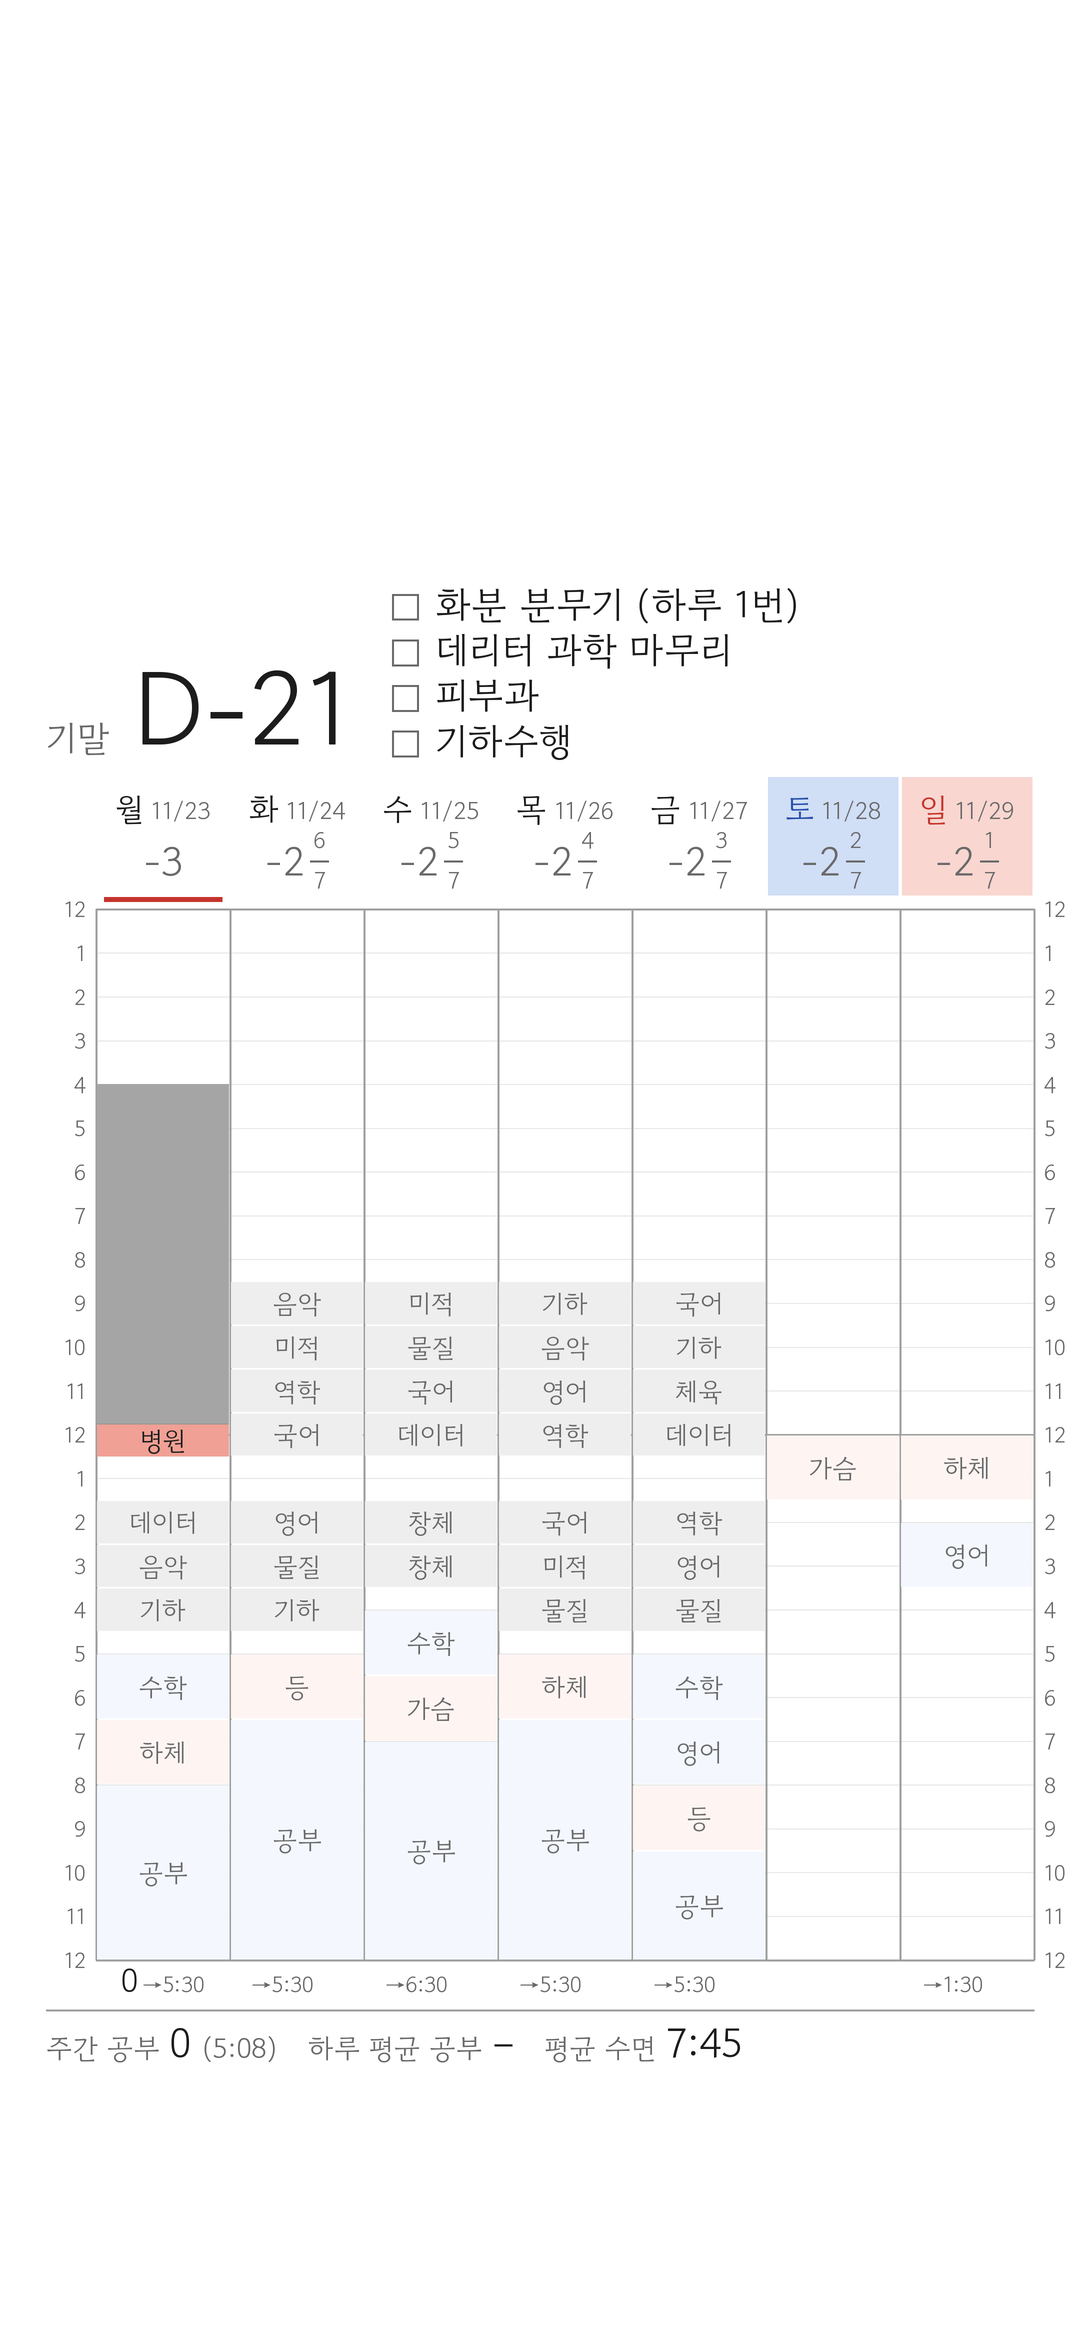 화분 분무기 (하루 1번)
데리터 과학 마무리
피부과
기하수행
기말 D-21
월 11/23 화 11/24 수 11/25 목 11/26 금 11/27 토 11/28 일 11/29
-3 -2 6/7 -2 5/7 -2 4/7 -2 3/7 -2 2/7 -2 1/7
12 12
1 1
2 2
3 3
4 4
5 5
6 6
7 7
8 8
9 음악 미적 기하 국어 9
10 미적 물질 음악 기하 10
11 역학 국어 영어 체육 11
12 병원 국어 데이터 역학 데이터 12
가슴 하체
1 1
2 데이터 영어 창체 국어 역학 2
3 음악 물질 창체 미적 영어 영어 3
4 기하 기하 물질 물질 4
수학
5 5
6 수학 등 하체 수학 6
가슴
7 하체 영어 7
8 8
9 공부 공부 공부 등 9
10 공부 10
11 공부 11
12 12
0 →5:30 →5:30 →6:30 →5:30 →5:30 →1:30
주간 공부 0 (5:08) 하루 평균 공부 – 평균 수면 7:45